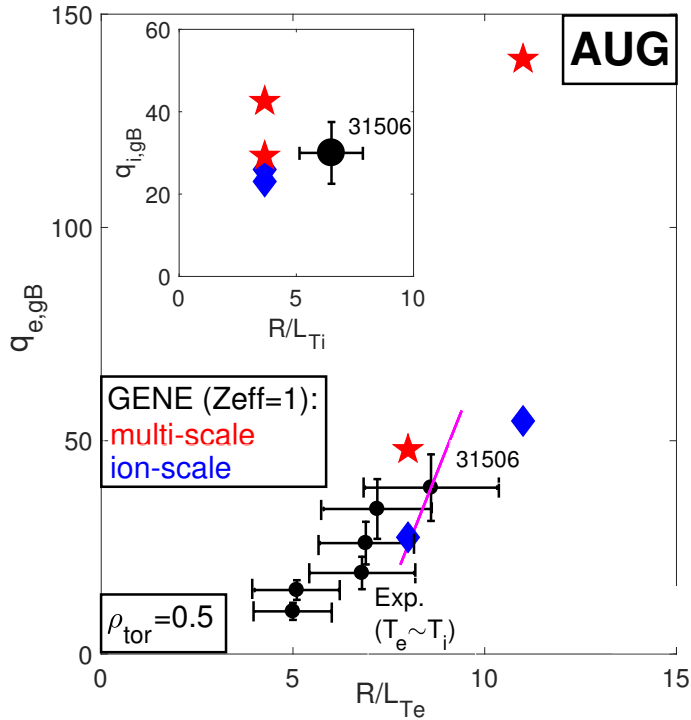 AUG
150
100
50
0
0
5
10
15
q_e,gB
R/L_Te
60
40
20
0
0
5
10
q_i,gB
R/L_Ti
31506
GENE (Zeff=1):
multi-scale
ion-scale
31506
Exp.
(T_e~T_i)
ρ_tor=0.5